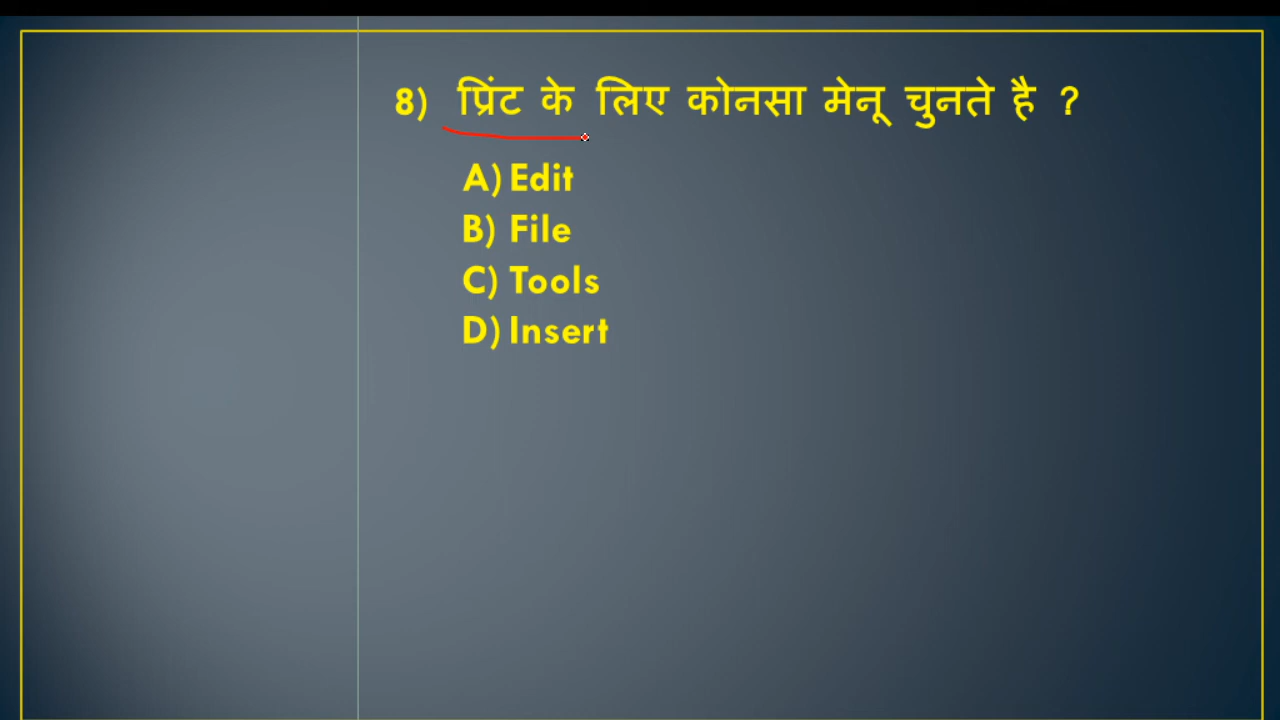 8) प्रिंट के लिए कोनसा मेनू चुनते है ?
A) Edit
B) File
C) Tools
D) Insert